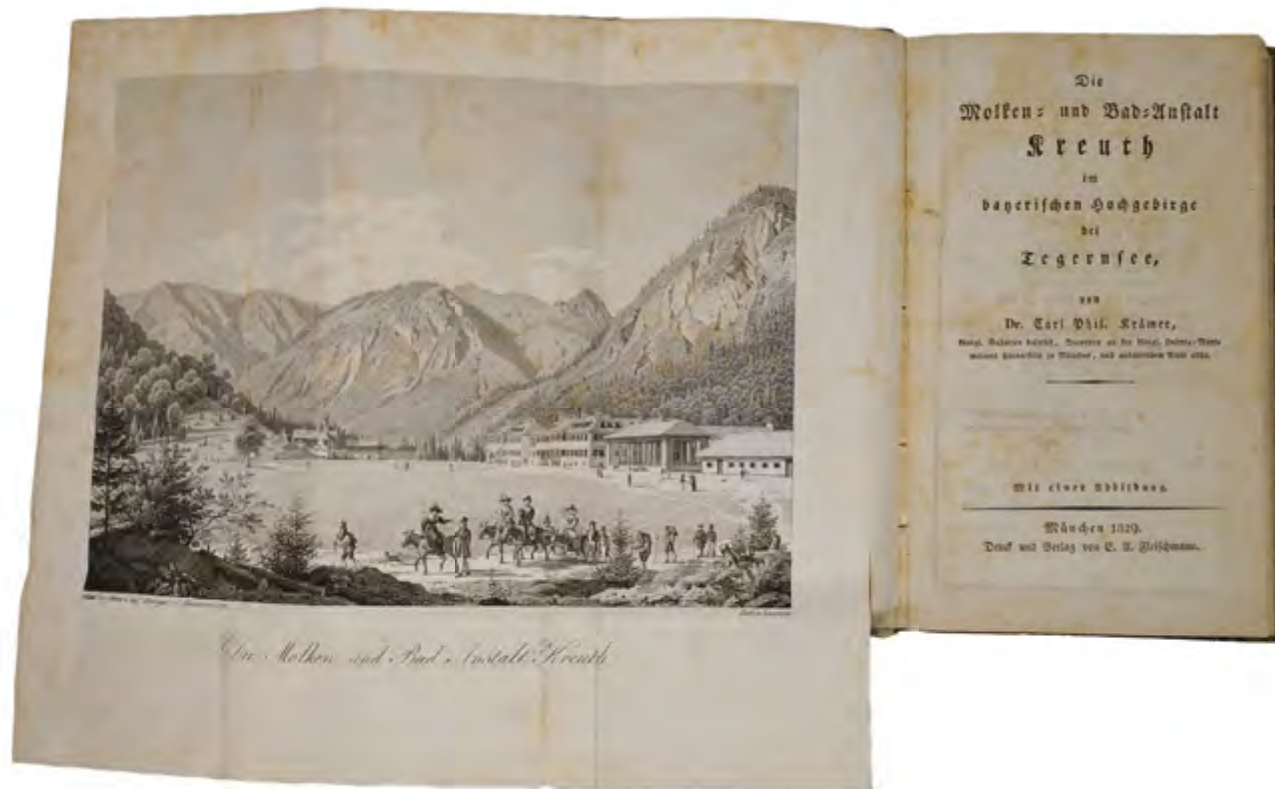 Die Molken und Bad Anstalt Kreuth
Die
Molken= und Bad=Anstalt
Kreuth
im
bayerischen Hochgebirge
bei
Tegernsee,
von
Dr. Carl Phil. Krämer,
Mit einer Abbildung.
München 1829.
Druck und Verlag von E. A. Fleischmann.